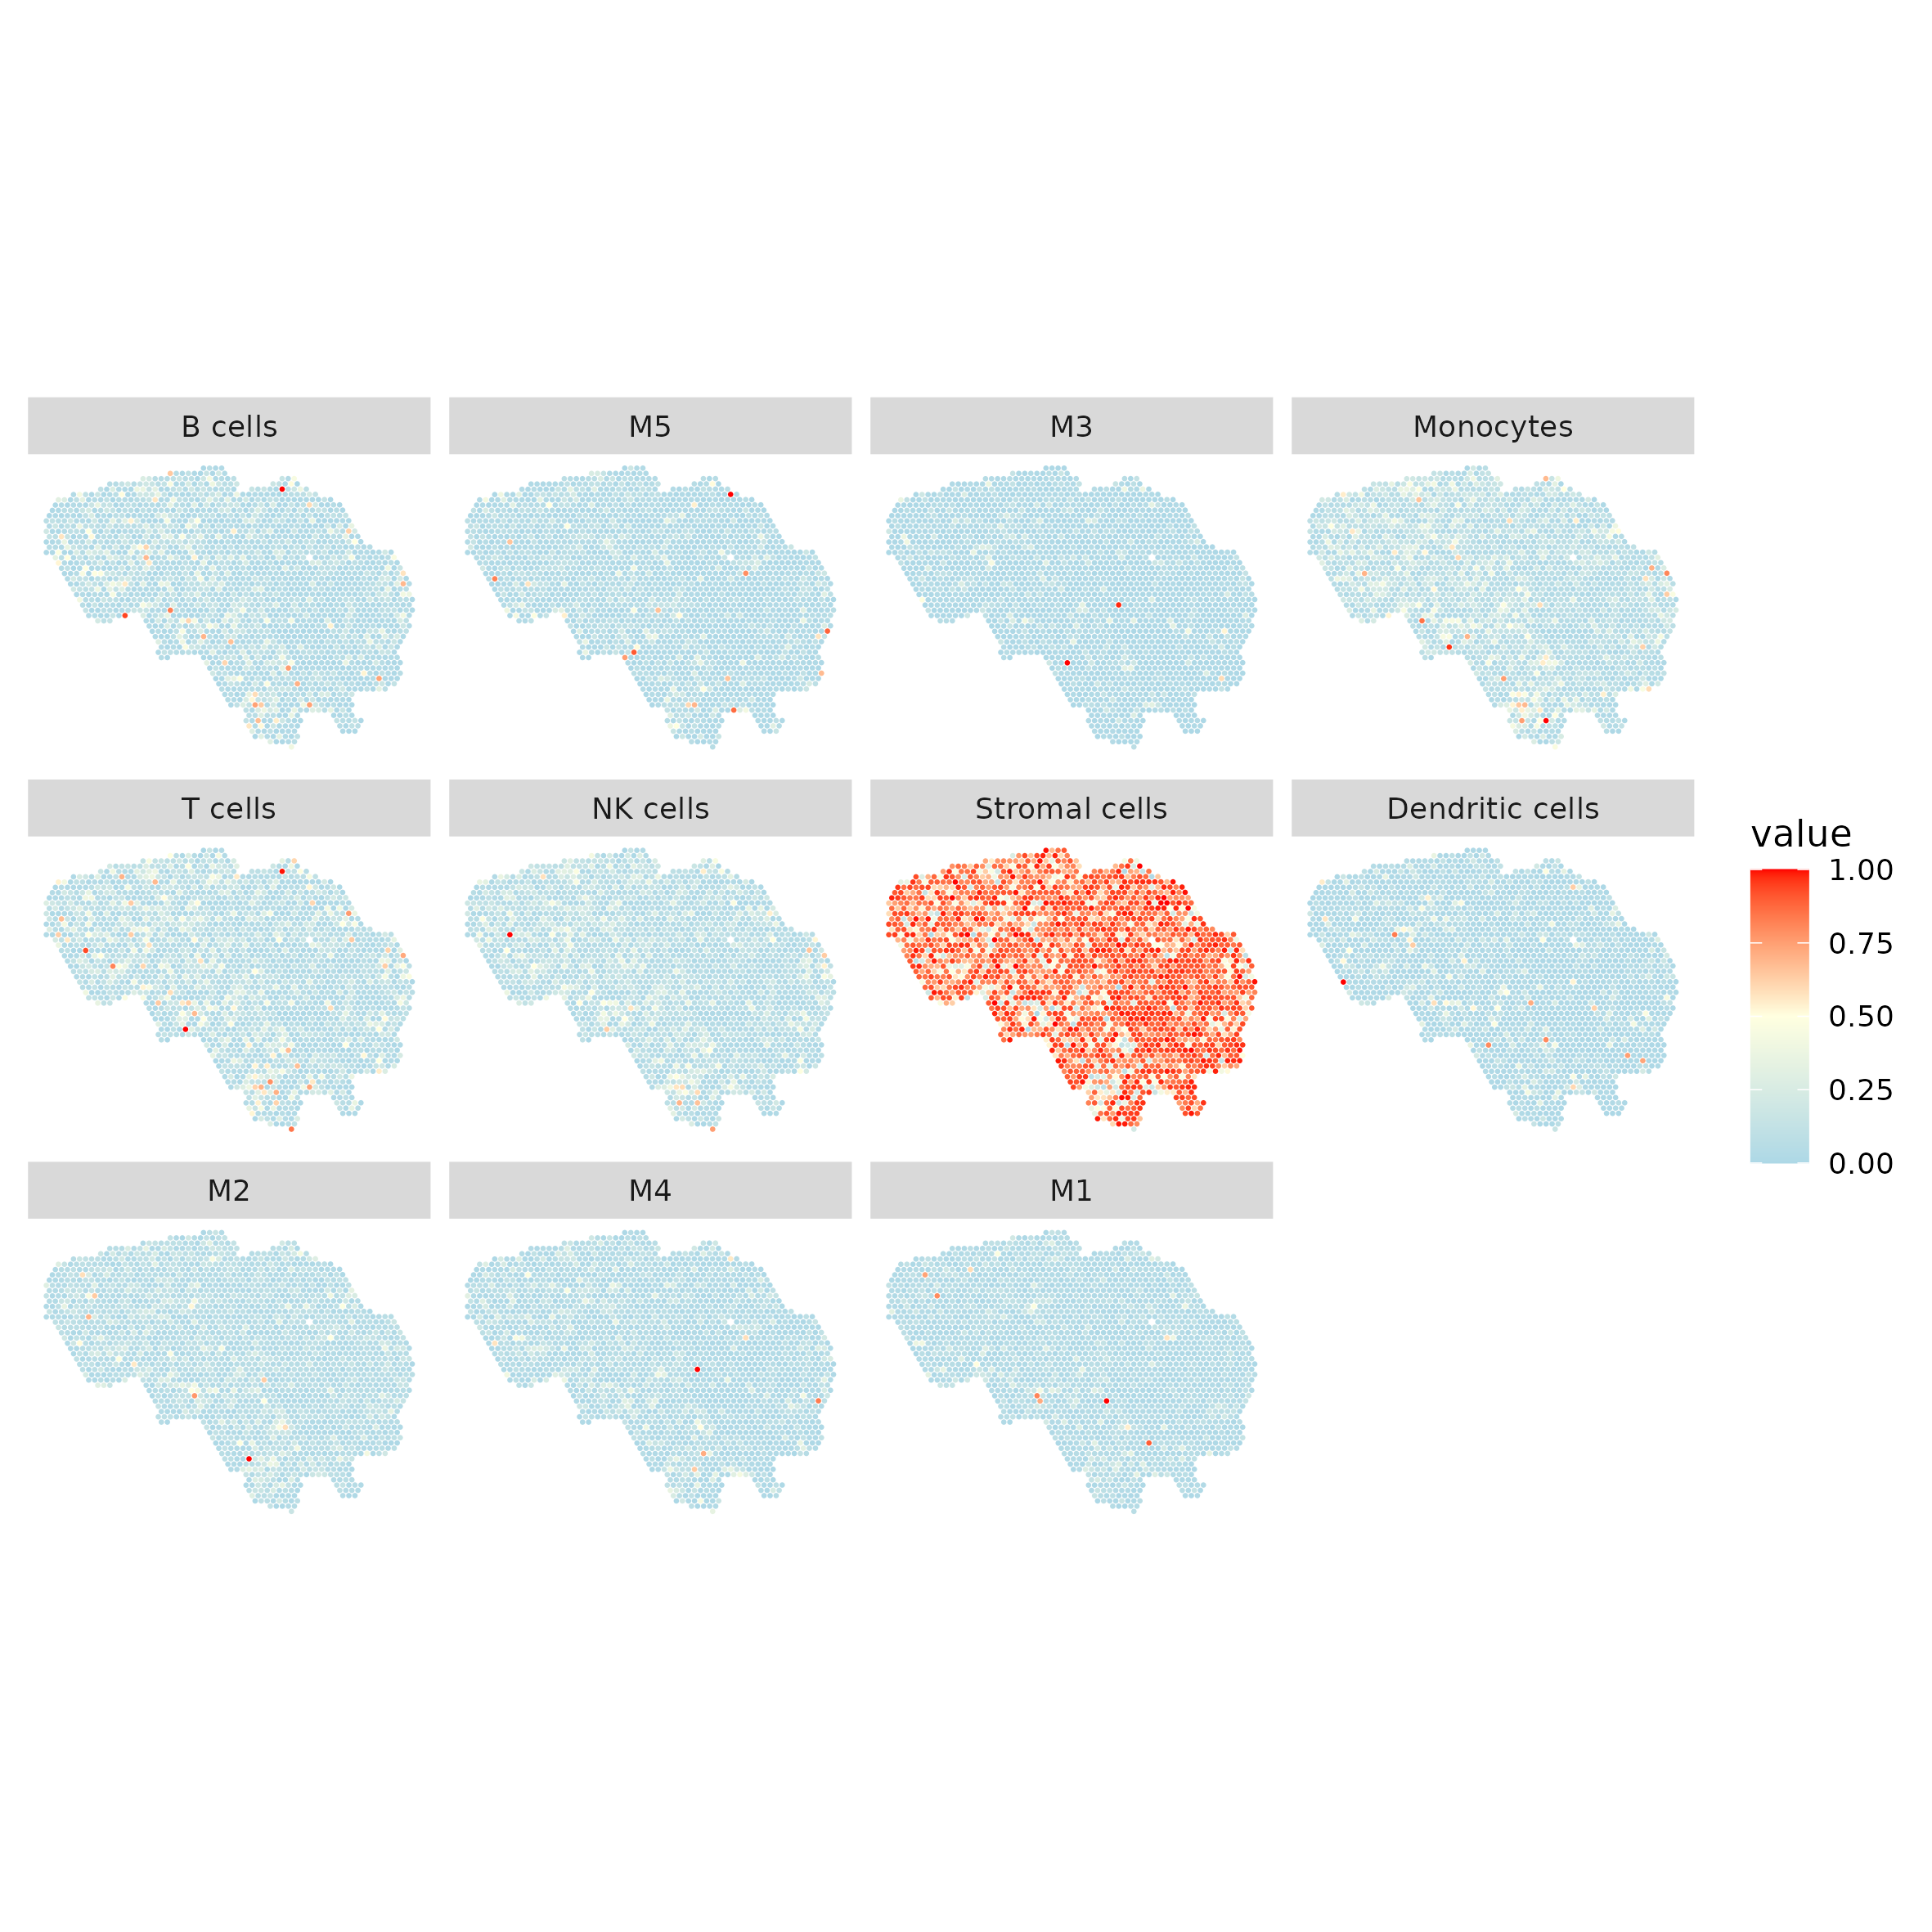 B cells
M5
M3
Monocytes
T cells
NK cells
Stromal cells
Dendritic cells
M2
M4
M1
value
1.00
0.75
0.50
0.25
0.00